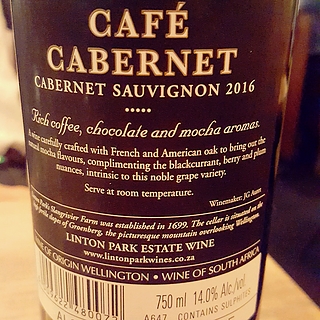 CAFÉ
CABERNET
CABERNET SAUVIGNON 2016
Rich coffee, chocolate and mocha aromas.
A wine carefully crafted with French and American oak to bring out the
natural mocha flavours, complimenting the blackcurrant, berry and plum
nuances, intrinsic to this noble grape variety.
Serve at room temperature.
Winemaker: JG
Park's Slangrivier Farm was established in 1699. The cellar is situated on the
fertile slopes of Groenberg, the picturesque mountain overlooking Wellington.
LINTON PARK ESTATE WINE
www.lintonparkwines.co.za
OF ORIGIN WELLINGTON • WINE OF SOUTH AFRICA
750 ml 14.0% Alc/vol.
A647 CONTAINS SULPHITES